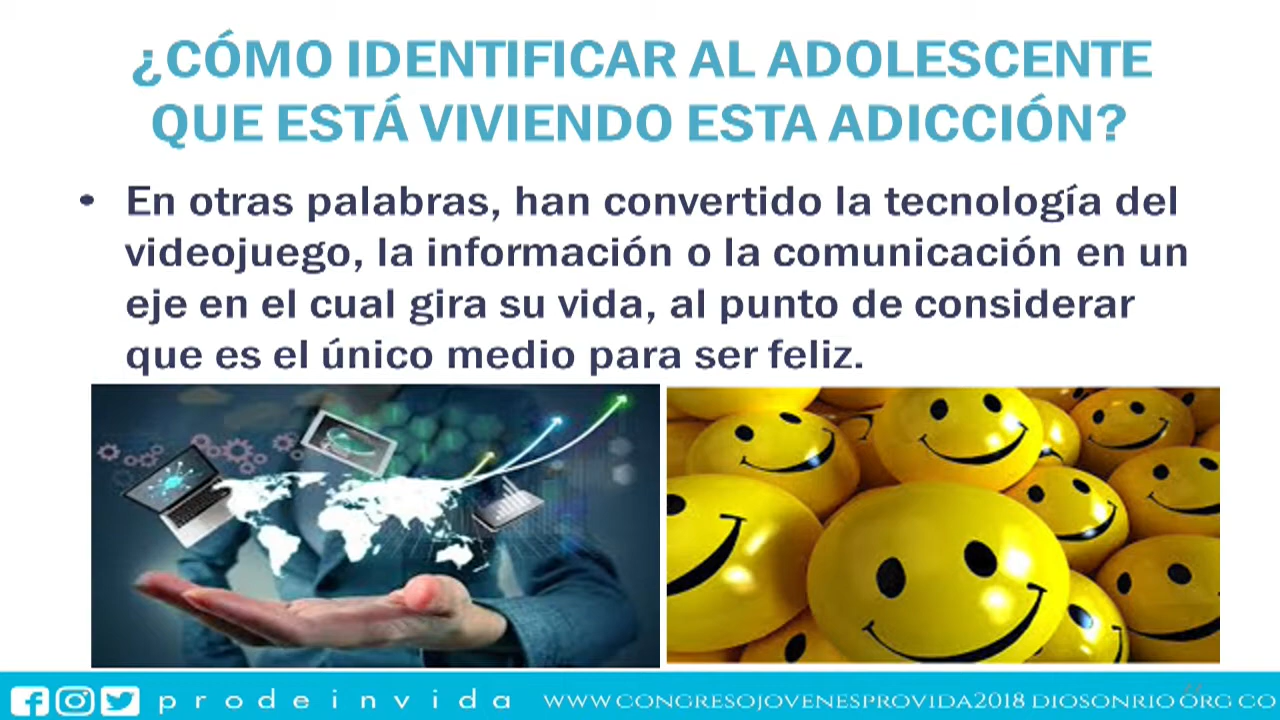 ¿CÓMO IDENTIFICAR AL ADOLESCENTE
QUE ESTÁ VIVIENDO ESTA ADICCIÓN?
• En otras palabras, han convertido la tecnología del
videojuego, la información o la comunicación en un
eje en el cual gira su vida, al punto de considerar
que es el único medio para ser feliz.
prodeinvida WWW.CONGRESOJOVENESPROVIDA2018 DIOSONRIO ORG CO